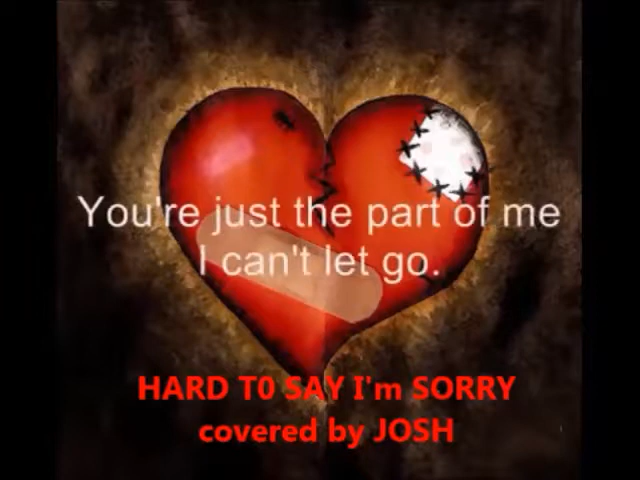 You're just the part of me
I can't let go.
HARD T0 SAY I'm SORRY
covered by JOSH